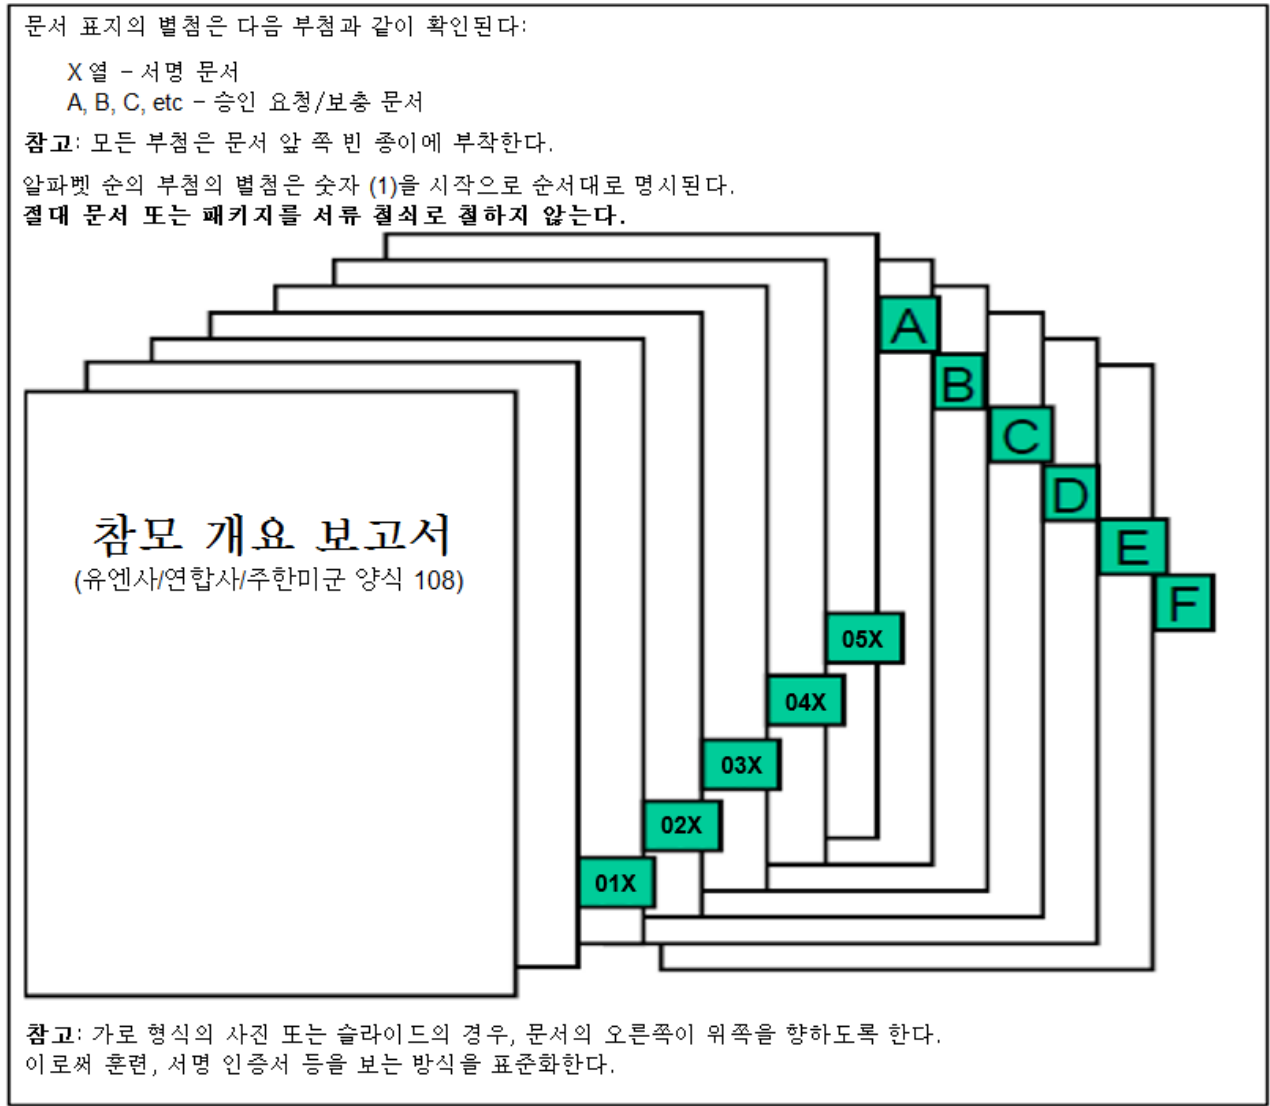 문서 표지의 별첨은 다음 부첨과 같이 확인된다:
X 열 – 서명 문서
A, B, C, etc – 승인 요청/보충 문서
참고: 모든 부첨은 문서 앞 쪽 빈 종이에 부착한다.
알파벳 순의 부첨의 별첨은 숫자 (1)을 시작으로 순서대로 명시된다.
절대 문서 또는 패키지를 서류 철쇠로 철하지 않는다.
A
B
C
D
E
F
참모 개요 보고서
(유엔사/연합사/주한미군 양식 108)
05X
04X
03X
02X
01X
참고: 가로 형식의 사진 또는 슬라이드의 경우, 문서의 오른쪽이 위쪽을 향하도록 한다.
이로써 훈련, 서명 인증서 등을 보는 방식을 표준화한다.